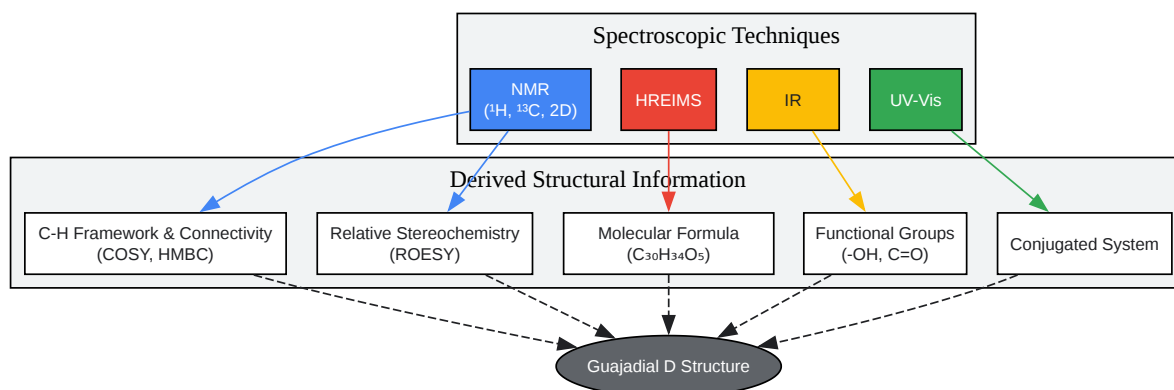 Spectroscopic Techniques
NMR
(¹H, ¹³C, 2D)
HREIMS
IR
UV-Vis
Derived Structural Information
C-H Framework & Connectivity
(COSY, HMBC)
Relative Stereochemistry
(ROESY)
Molecular Formula
(C₃₀H₃₄O₅)
Functional Groups
(-OH, C=O)
Conjugated System
Guajadial D Structure